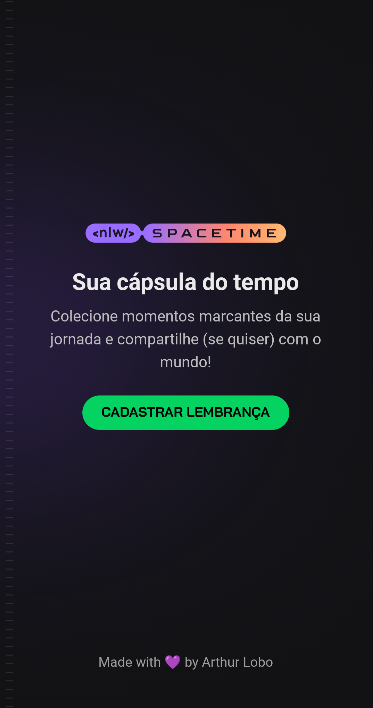 <nlw/> SPACETIME
Sua cápsula do tempo
Colecione momentos marcantes da sua
jornada e compartilhe (se quiser) com o
mundo!
CADASTRAR LEMBRANÇA
Made with 💜 by Arthur Lobo